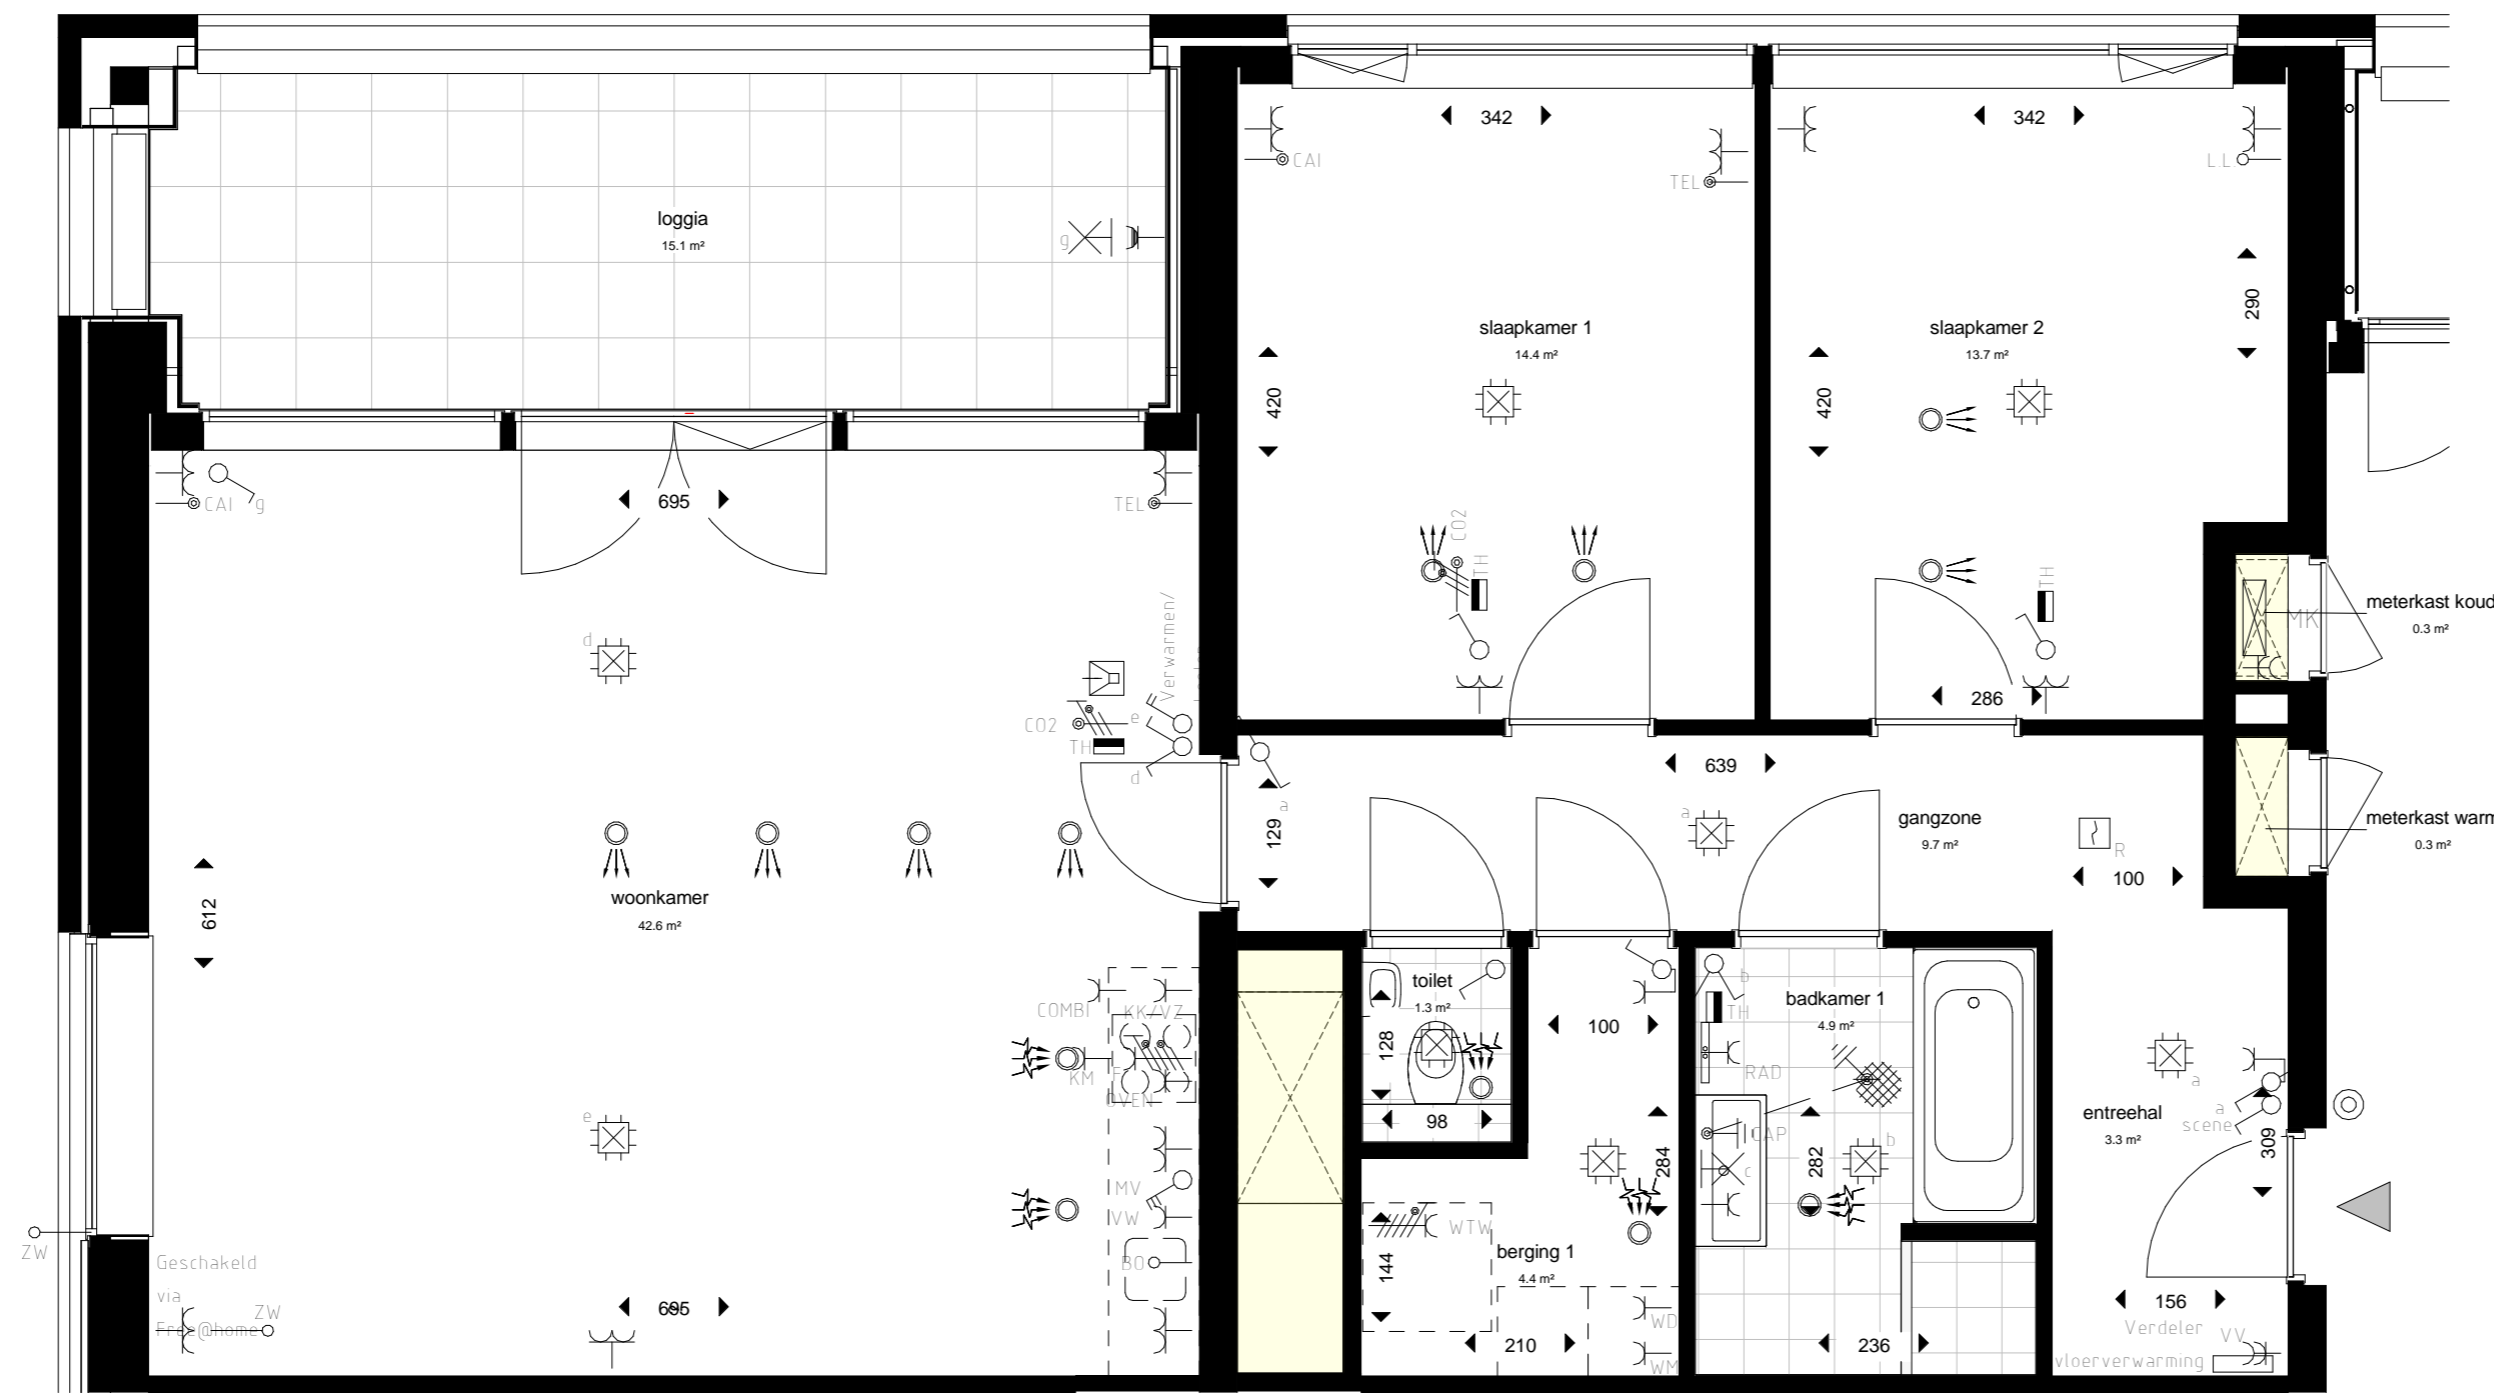 342
342
CAI
TEL
L.L.
loggia
15.1 m²
g
290
slaapkamer 1
14.4 m²
slaapkamer 2
13.7 m²
420
420
CAI
g
695
TEL
CO2
TH
TH
meterkast koud
0.3 m²
MK
d
Verwarmen/
CO2
e
TH
d
286
639
a
129
a
gangzone
9.7 m²
R
100
meterkast warm
0.3 m²
woonkamer
42.6 m²
612
toilet
1.3 m²
128
98
100
b
badkamer 1
4.9 m²
TH
RAD
COMBI
KK/VZ
KM
OVEN
e
CAP
c
b
282
284
entreehal
3.3 m²
a
a
scene
309
MV
VW
BO
WTW
berging 1
4.4 m²
144
ZW
Geschakeld
via
Free@home
ZW
695
210
WD
WM
236
156
Verdeler
VV
vloerverwarming